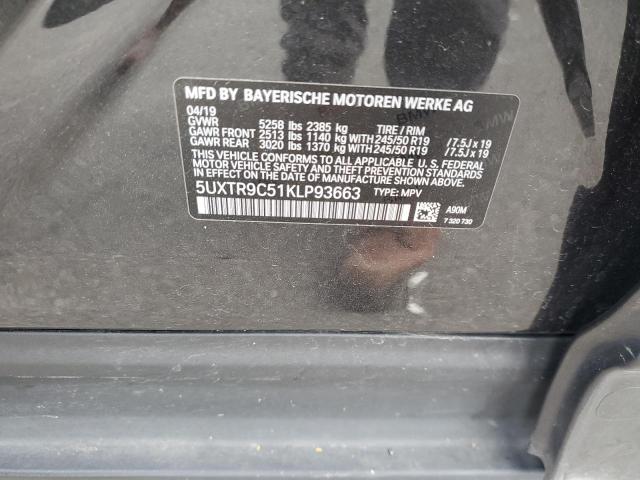 MFD BY BAYERISCHE MOTOREN WERKE AG
04/19
GVWR 5258 lbs 2385 kg TIRE / RIM
GAWR FRONT 2513 lbs 1140 kg WITH 245/50 R19 / 7.5J x 19
GAWR REAR 3020 lbs 1370 kg WITH 245/50 R19 / 7.5J x 19
THIS VEHICLE CONFORMS TO ALL APPLICABLE U.S. FEDERAL
MOTOR VEHICLE SAFETY STANDARDS
IN EFFECT ON THE DATE OF MANUFACTURE SHOWN ABOVE.
5UXTR9C51KLP93663 TYPE: MPV
A90M
7 320 730